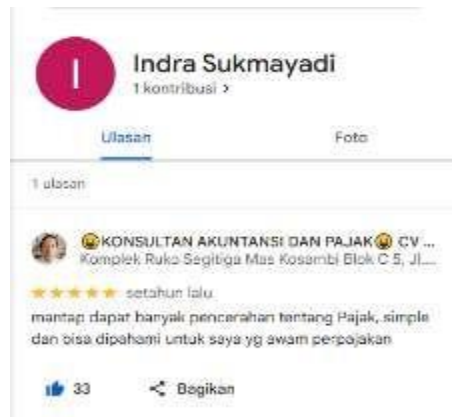 I
Indra Sukmayadi
1 kontribusi >
Ulasan Foto
1 ulasan
KONSULTAN AKUNTANSI DAN PAJAK CV ...
Komplek Ruko Segitiga Mas Kosambi Blok C 5, Jl....
setahun lalu
mantap dapat banyak pencerahan tentang Pajak, simple
dan bisa dipahami untuk saya yg awam perpajakan
33 Bagikan